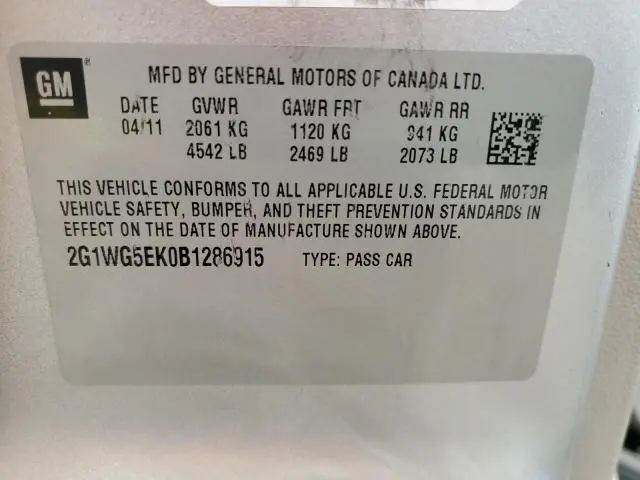 GM®
MFD BY GENERAL MOTORS OF CANADA LTD.
DATE GVWR GAWR FRT GAWR RR
04/11 2061 KG 1120 KG 941 KG
4542 LB 2469 LB 2073 LB
THIS VEHICLE CONFORMS TO ALL APPLICABLE U.S. FEDERAL MOTOR
VEHICLE SAFETY, BUMPER, AND THEFT PREVENTION STANDARDS IN
EFFECT ON THE DATE OF MANUFACTURE SHOWN ABOVE.
2G1WG5EK0B1286915 TYPE: PASS CAR